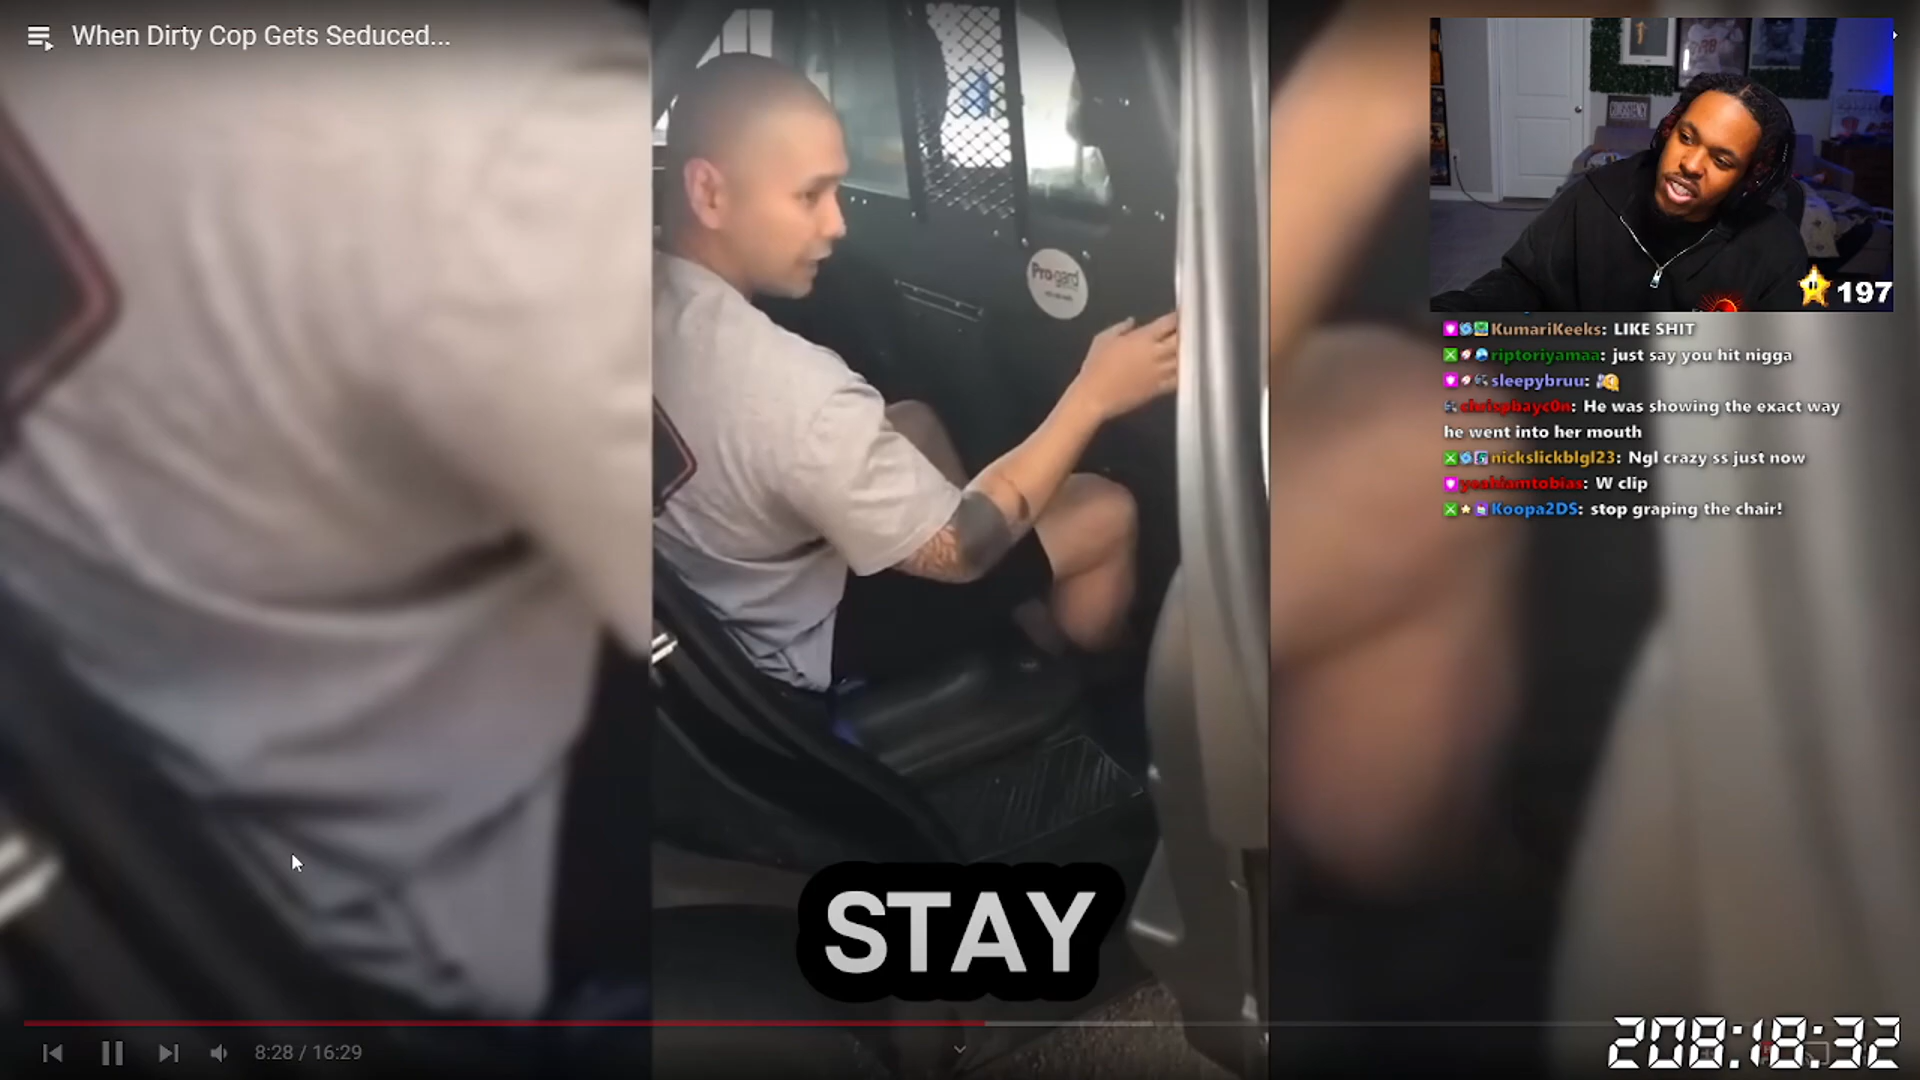 When Dirty Cop Gets Seduced...
Pro-gard
197
KumariKeeks: LIKE SHIT
riptoriyamaa: just say you hit nigga
sleepybruu:
chrispbayc0n: He was showing the exact way
he went into her mouth
nickslickblgl23: Ngl crazy ss just now
yeahiamtobias: W clip
Koopa2DS: stop graping the chair!
STAY
8:28 / 16:29
208:18:32